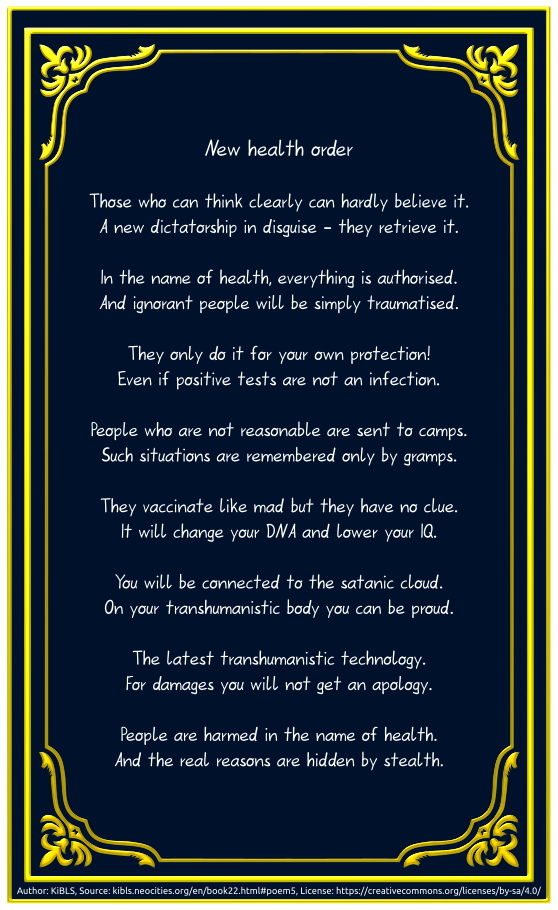 New health order
Those who can think clearly can hardly believe it.
A new dictatorship in disguise – they retrieve it.
In the name of health, everything is authorised.
And ignorant people will be simply traumatised.
They only do it for your own protection!
Even if positive tests are not an infection.
People who are not reasonable are sent to camps.
Such situations are remembered only by gramps.
They vaccinate like mad but they have no clue.
It will change your DNA and lower your IQ.
You will be connected to the satanic cloud.
On your transhumanistic body you can be proud.
The latest transhumanistic technology.
For damages you will not get an apology.
People are harmed in the name of health.
And the real reasons are hidden by stealth.
Author: KiBLS, Source: kibls.neocities.org/en/book22.html#poem5, License: https://creativecommons.org/licenses/by-sa/4.0/